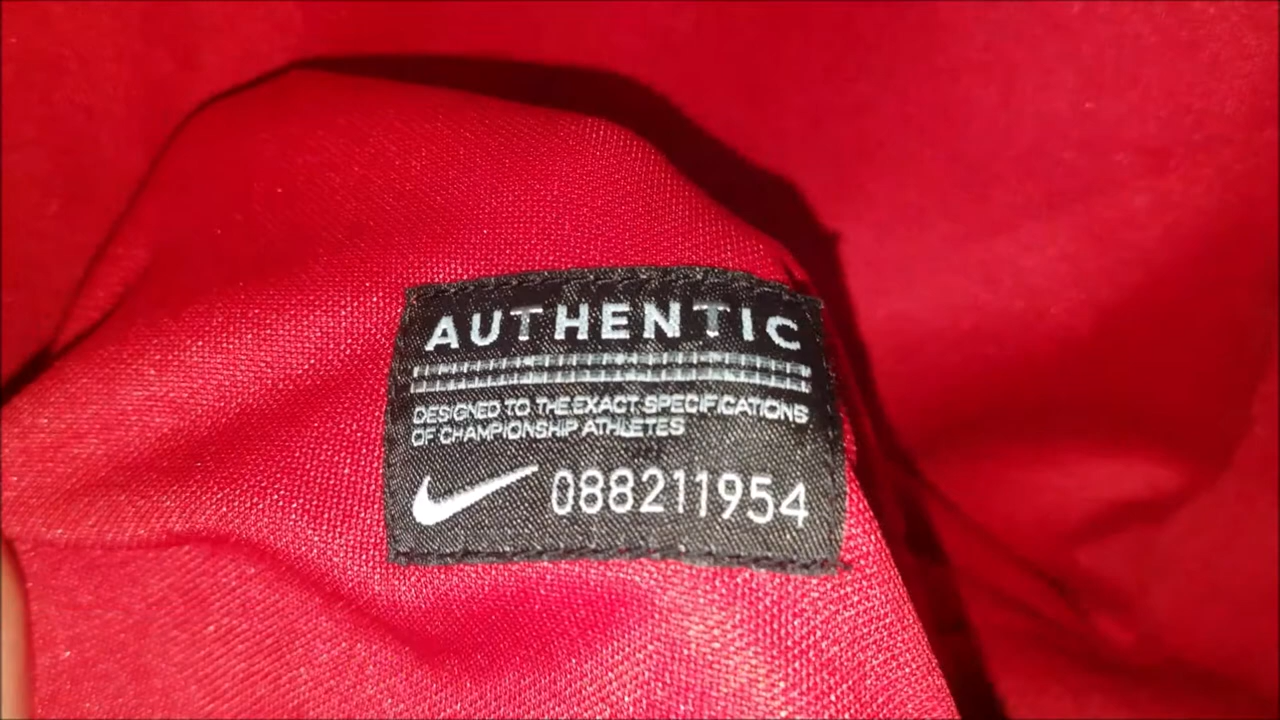 AUTHENTIC
DESIGNED TO THE EXACT SPECIFICATIONS
OF CHAMPIONSHIP ATHLETES
088211954